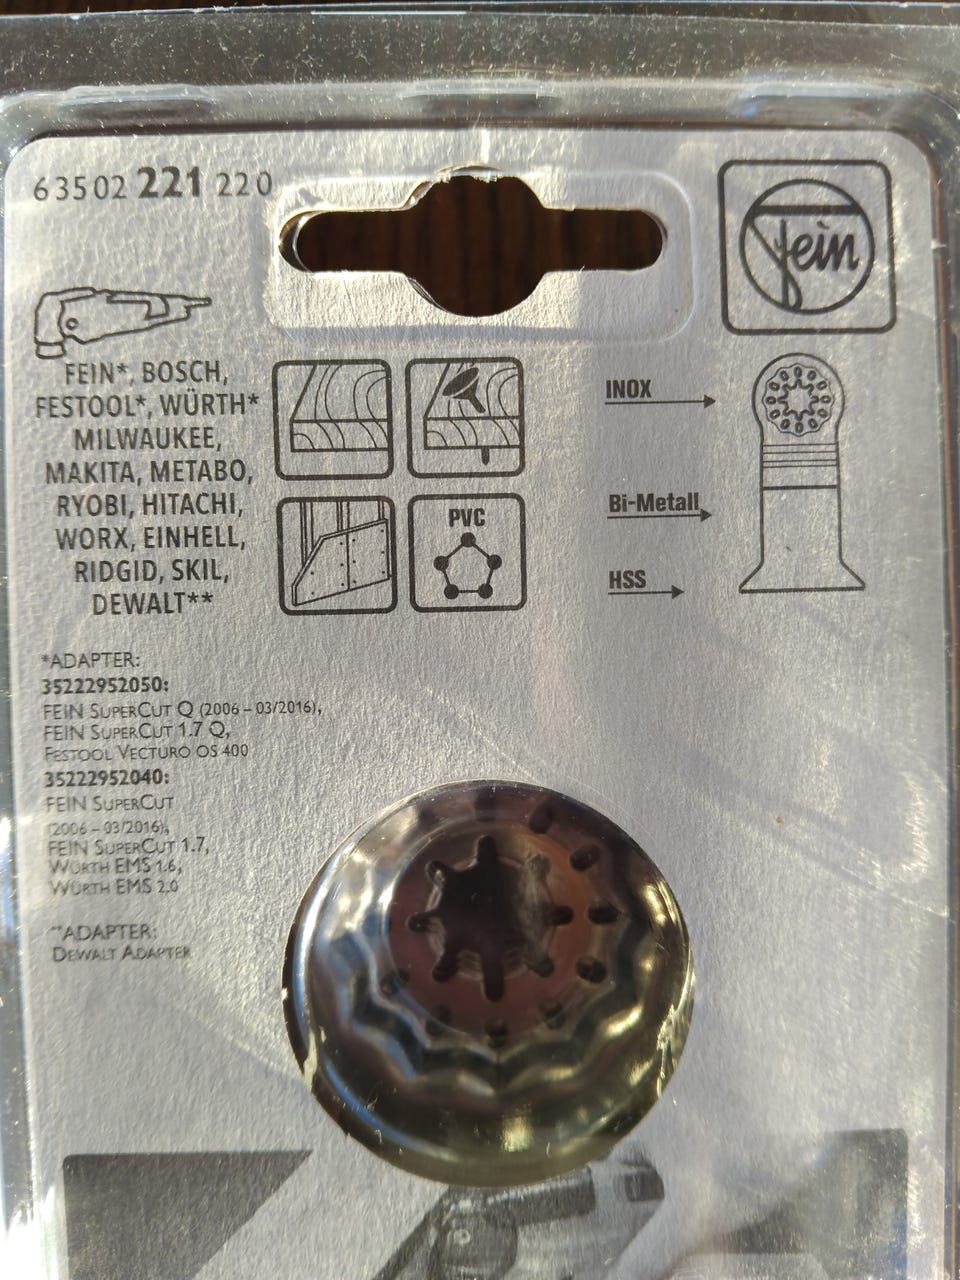 63502 221 220
fein
FEIN*, BOSCH,
FESTOOL*, WÜRTH*
MILWAUKEE,
MAKITA, METABO,
RYOBI, HITACHI,
WORX, EINHELL,
RIDGID, SKIL,
DEWALT**
PVC
INOX
Bi-Metall
HSS
*ADAPTER:
35222952050:
FEIN SUPERCUT Q (2006 – 03/2016),
FEIN SUPERCUT 1.7 Q,
FESTOOL VECTURO OS 400
35222952040:
FEIN SUPERCUT
(2006 – 03/2016),
FEIN SUPERCUT 1.7,
WÜRTH EMS 1.6,
WÜRTH EMS 2.0
**ADAPTER:
DEWALT ADAPTER